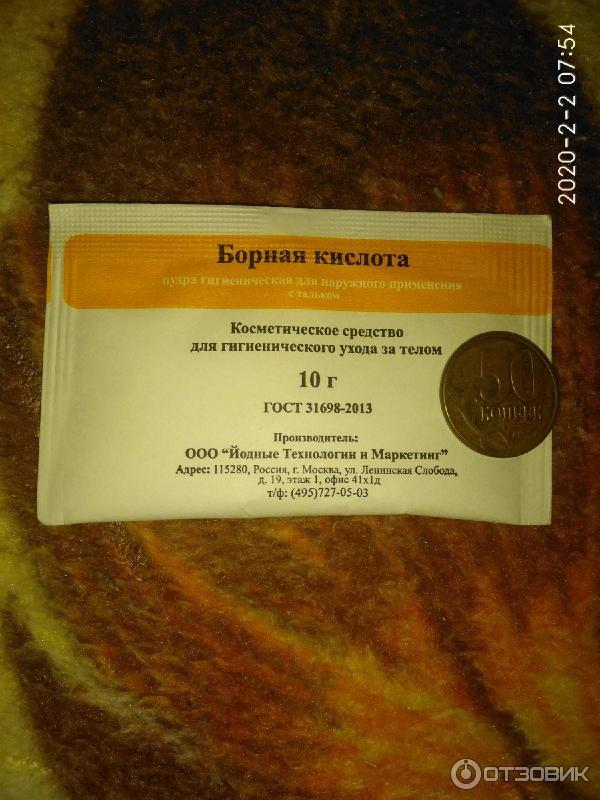 2020-2-2 07:54
Борная кислота
пудра гигиеническая для наружного применения
с тальком
Косметическое средство
для гигиенического ухода за телом
10 г
ГОСТ 31698-2013
Производитель:
ООО “Йодные Технологии и Маркетинг”
Адрес: 115280, Россия, г. Москва, ул. Ленинская Слобода,
д. 19, этаж 1, офис 41х1д
т/ф: (495)727-05-03
50
КОПЕЕК
ОТЗОВИК